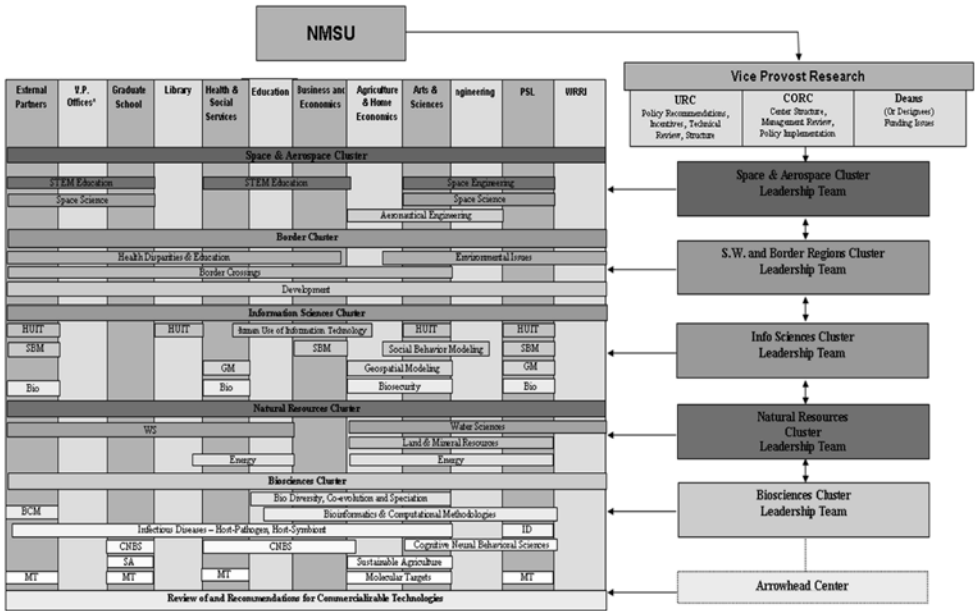 NMSU
Vice Provost Research
URC
Policy Recommendations,
Incentives, Technical
Review, Structure
CORC
Center Structure,
Management Review,
Policy Implementation
Deans
(Or Designees)
Funding Issues
External
Partners
V.P.
Offices*
Graduate
School
Library
Health &
Social
Services
Education
Business and
Economics
Agriculture
& Home
Economics
Arts &
Sciences
ngineering
PSL
WRRI
Space & Aerospace Cluster
STEM Education
STEM Education
Space Engineering
Space Science
Space Science
Aeronautical Engineering
Border Cluster
Health Disparities & Education
Environmental Issues
Border Crossings
Development
Information Sciences Cluster
HUIT
HUIT
Human Use of Information Technology
HUIT
HUIT
SBM
SBM
Social Behavior Modeling
SBM
GM
Geospatial Modeling
GM
Bio
Bio
Biosecurity
Bio
Natural Resources Cluster
WS
Water Sciences
Land & Mineral Resources
Energy
Energy
Biosciences Cluster
Bio Diversity, Co-evolution and Speciation
BCM
Bioinformatics & Computational Methodologies
Infectious Diseases – Host-Pathogen, Host-Symbiont
ID
CNBS
CNBS
Cognitive Neural Behavioral Sciences
SA
Sustainable Agriculture
MT
MT
MT
Molecular Targets
MT
Review of and Recommendations for Commercializable Technologies
Space & Aerospace Cluster
Leadership Team
S.W. and Border Regions Cluster
Leadership Team
Info Sciences Cluster
Leadership Team
Natural Resources
Cluster
Leadership Team
Biosciences Cluster
Leadership Team
Arrowhead Center